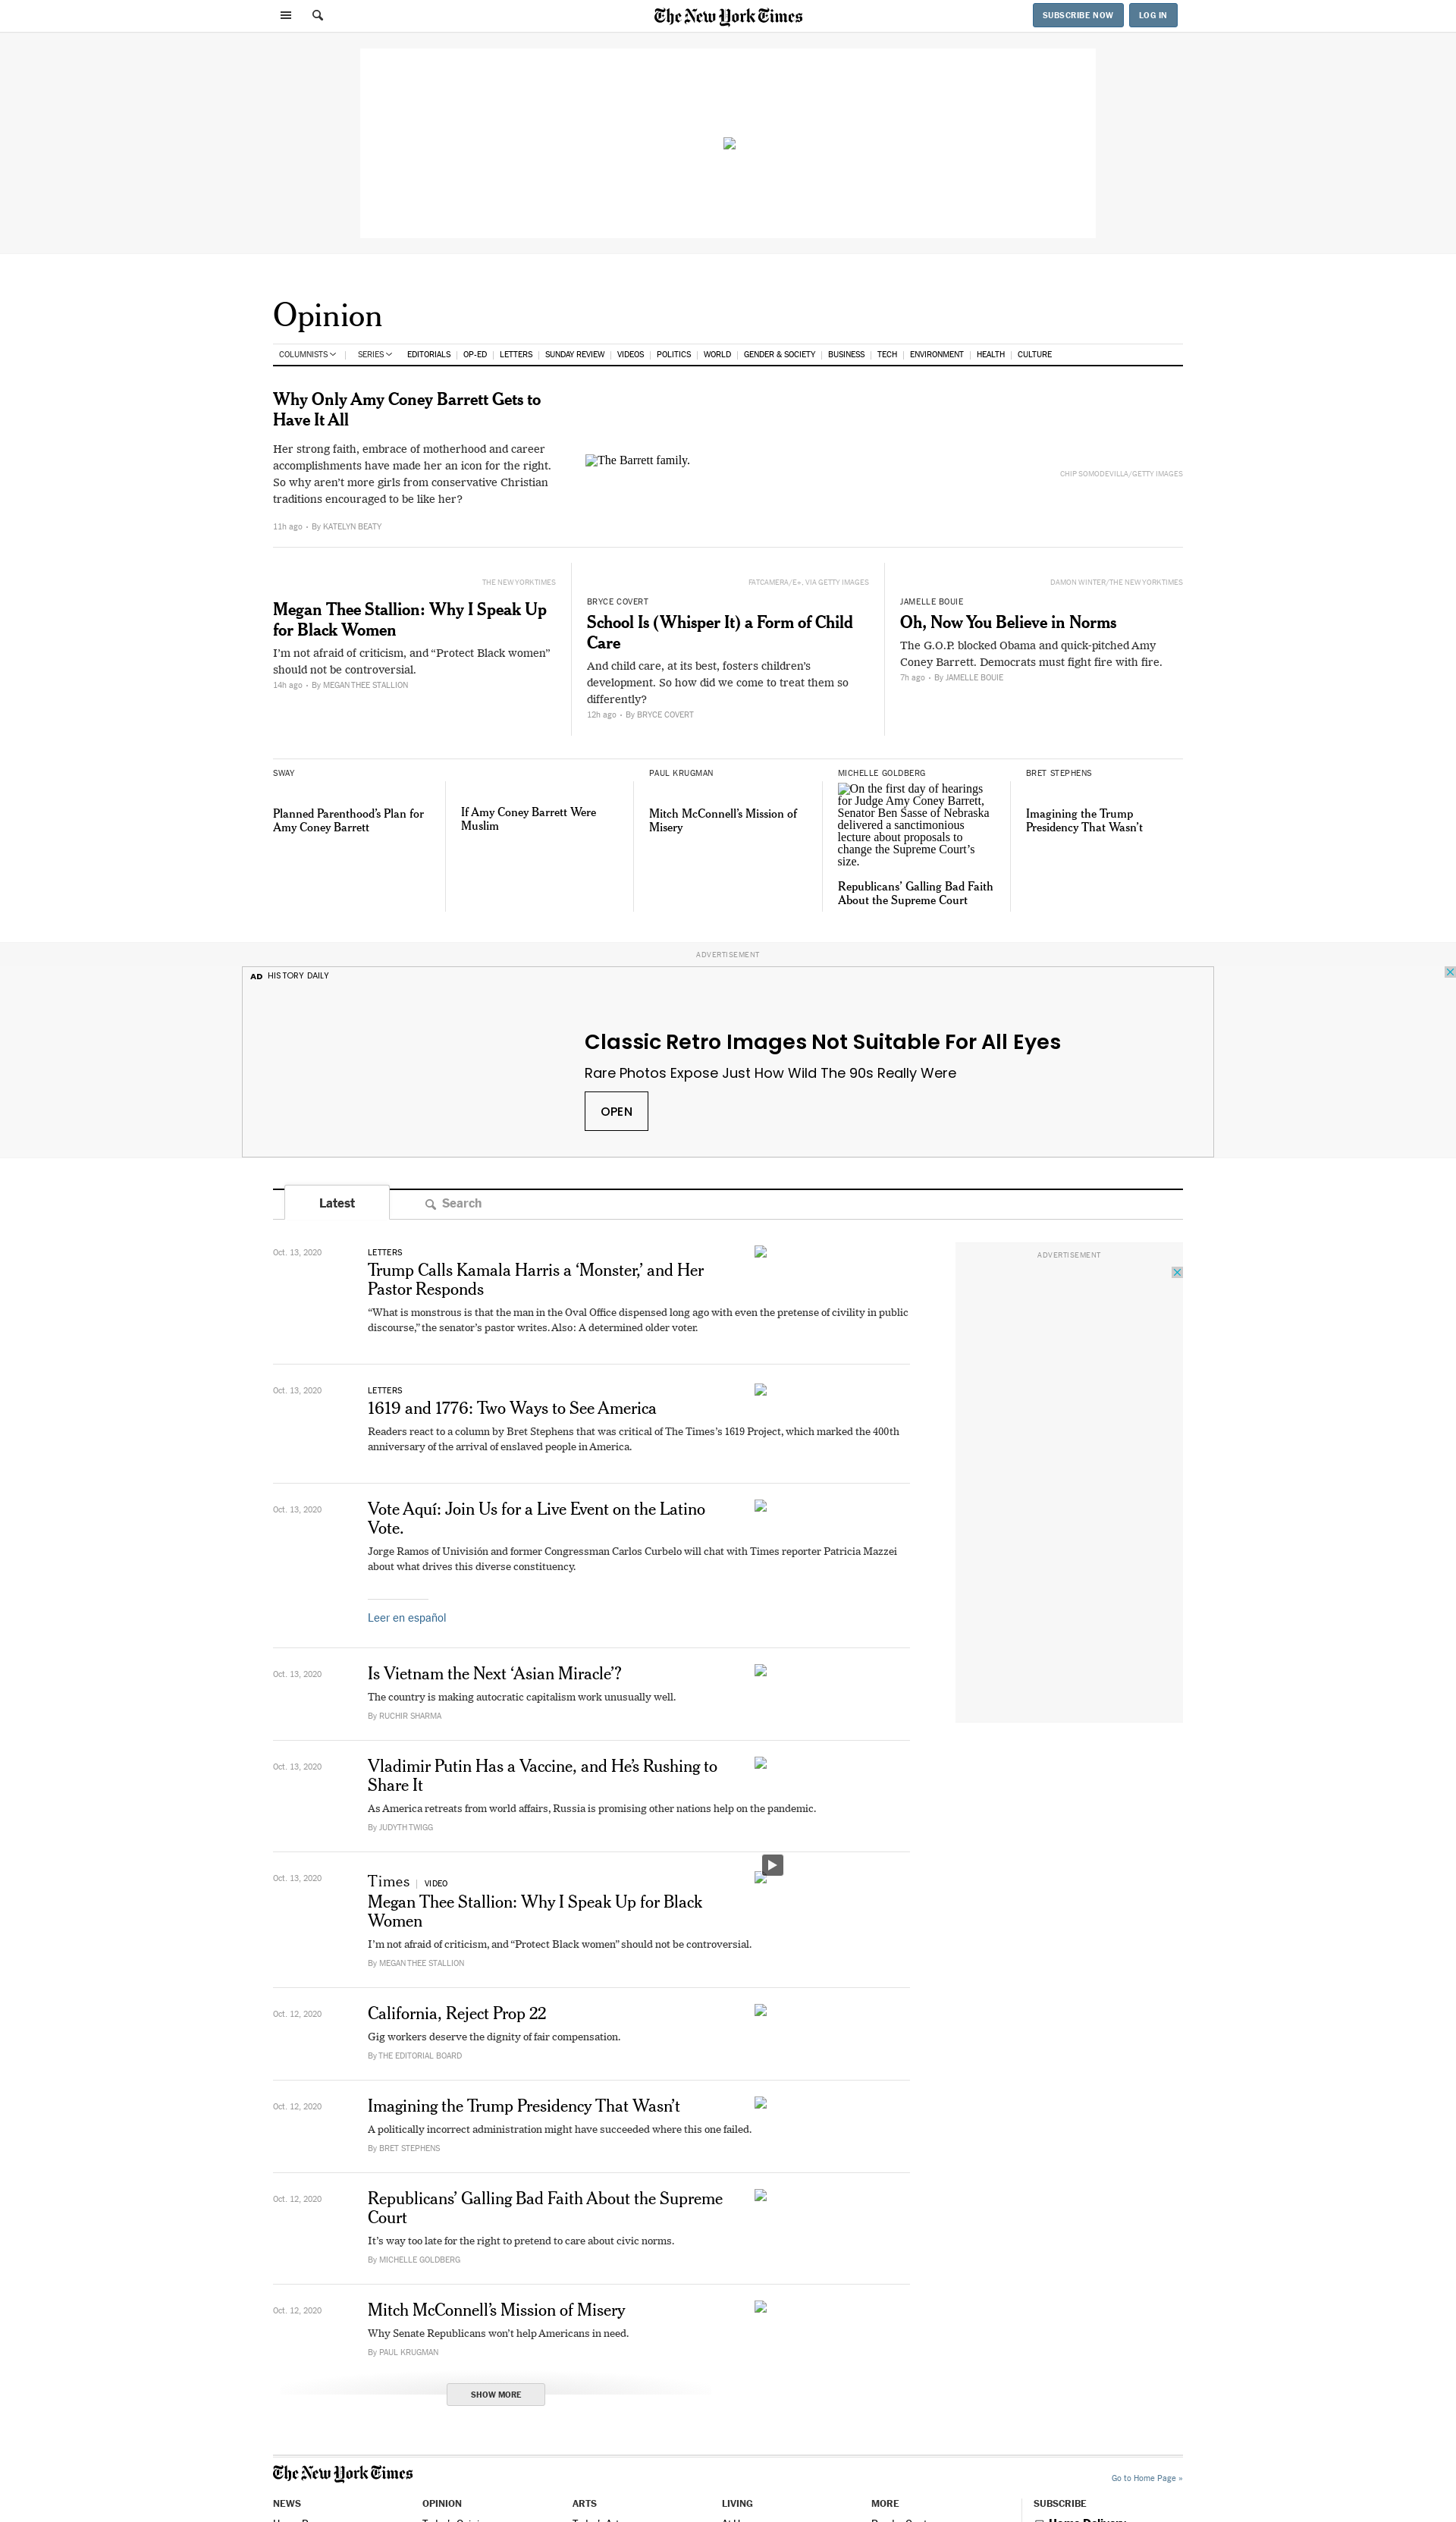 The New York Times
SUBSCRIBE NOW
LOG IN
Opinion
COLUMNISTS
SERIES
EDITORIALS
OP-ED
LETTERS
SUNDAY REVIEW
VIDEOS
POLITICS
WORLD
GENDER & SOCIETY
BUSINESS
TECH
ENVIRONMENT
HEALTH
CULTURE
Why Only Amy Coney Barrett Gets to
Have It All
Her strong faith, embrace of motherhood and career
accomplishments have made her an icon for the right.
So why aren't more girls from conservative Christian
traditions encouraged to be like her?
11h ago • By KATELYN BEATY
The Barrett family.
CHIP SOMODEVILLA/GETTY IMAGES
THE NEW YORK TIMES
Megan Thee Stallion: Why I Speak Up
for Black Women
I'm not afraid of criticism, and “Protect Black women”
should not be controversial.
14h ago • By MEGAN THEE STALLION
FATCAMERA/E+, VIA GETTY IMAGES
BRYCE COVERT
School Is (Whisper It) a Form of Child
Care
And child care, at its best, fosters children's
development. So how did we come to treat them so
differently?
12h ago • By BRYCE COVERT
DAMON WINTER/THE NEW YORK TIMES
JAMELLE BOUIE
Oh, Now You Believe in Norms
The G.O.P. blocked Obama and quick-pitched Amy
Coney Barrett. Democrats must fight fire with fire.
7h ago • By JAMELLE BOUIE
SWAY
Planned Parenthood's Plan for
Amy Coney Barrett
If Amy Coney Barrett Were
Muslim
PAUL KRUGMAN
Mitch McConnell's Mission of
Misery
MICHELLE GOLDBERG
On the first day of hearings
for Judge Amy Coney Barrett,
Senator Ben Sasse of Nebraska
delivered a sanctimonious
lecture about proposals to
change the Supreme Court's
size.
Republicans' Galling Bad Faith
About the Supreme Court
BRET STEPHENS
Imagining the Trump
Presidency That Wasn't
ADVERTISEMENT
AD HISTORY DAILY
Classic Retro Images Not Suitable For All Eyes
Rare Photos Expose Just How Wild The 90s Really Were
OPEN
Latest
Search
ADVERTISEMENT
Oct. 13, 2020
LETTERS
Trump Calls Kamala Harris a ‘Monster,’ and Her
Pastor Responds
“What is monstrous is that the man in the Oval Office dispensed long ago with even the pretense of civility in public
discourse,” the senator's pastor writes. Also: A determined older voter.
Oct. 13, 2020
LETTERS
1619 and 1776: Two Ways to See America
Readers react to a column by Bret Stephens that was critical of The Times's 1619 Project, which marked the 400th
anniversary of the arrival of enslaved people in America.
Oct. 13, 2020
Vote Aquí: Join Us for a Live Event on the Latino
Vote.
Jorge Ramos of Univisión and former Congressman Carlos Curbelo will chat with Times reporter Patricia Mazzei
about what drives this diverse constituency.
Leer en español
Oct. 13, 2020
Is Vietnam the Next ‘Asian Miracle’?
The country is making autocratic capitalism work unusually well.
By RUCHIR SHARMA
Oct. 13, 2020
Vladimir Putin Has a Vaccine, and He's Rushing to
Share It
As America retreats from world affairs, Russia is promising other nations help on the pandemic.
By JUDYTH TWIGG
Oct. 13, 2020
Times | VIDEO
Megan Thee Stallion: Why I Speak Up for Black
Women
I'm not afraid of criticism, and “Protect Black women” should not be controversial.
By MEGAN THEE STALLION
Oct. 12, 2020
California, Reject Prop 22
Gig workers deserve the dignity of fair compensation.
By THE EDITORIAL BOARD
Oct. 12, 2020
Imagining the Trump Presidency That Wasn't
A politically incorrect administration might have succeeded where this one failed.
By BRET STEPHENS
Oct. 12, 2020
Republicans' Galling Bad Faith About the Supreme
Court
It's way too late for the right to pretend to care about civic norms.
By MICHELLE GOLDBERG
Oct. 12, 2020
Mitch McConnell's Mission of Misery
Why Senate Republicans won't help Americans in need.
By PAUL KRUGMAN
SHOW MORE
The New York Times
Go to Home Page »
NEWS
OPINION
ARTS
LIVING
MORE
SUBSCRIBE